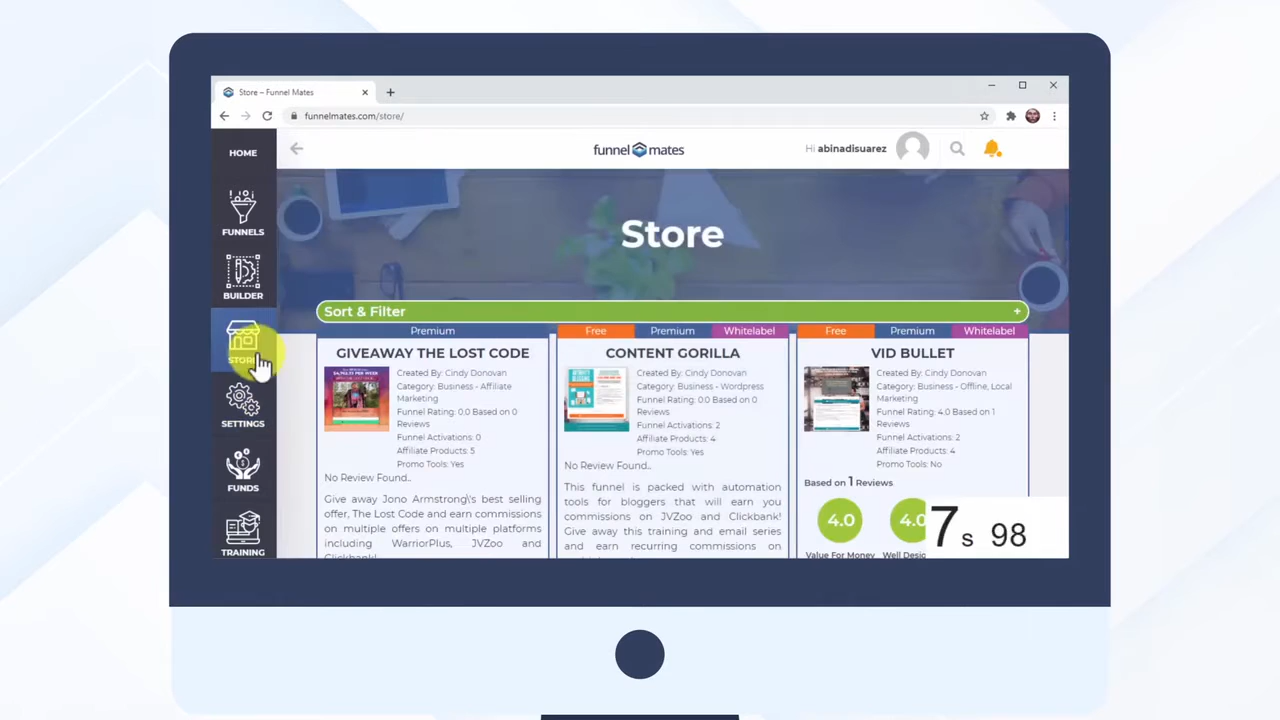 Store – Funnel Mates
funnelmates.com/store/
HOME
funnel mates
Hi abinadisuarez
FUNNELS
BUILDER
STORE
SETTINGS
FUNDS
TRAINING
Store
Sort & Filter +
Premium
GIVEAWAY THE LOST CODE
Created By: Cindy Donovan
Category: Business - Affiliate
Marketing
Funnel Rating: 0.0 Based on 0
Reviews
Funnel Activations: 0
Affiliate Products: 5
Promo Tools: Yes
No Review Found..
Give away Jono Armstrong\'s best selling
offer, The Lost Code and earn commissions
on multiple offers on multiple platforms
including WarriorPlus, JVZoo and
Clickbank!
Free Premium Whitelabel
CONTENT GORILLA
Created By: Cindy Donovan
Category: Business - Wordpress
Funnel Rating: 0.0 Based on 0
Reviews
Funnel Activations: 2
Affiliate Products: 4
Promo Tools: Yes
No Review Found..
This funnel is packed with automation
tools for bloggers that will earn you
commissions on JVZoo and Clickbank!
Give away this training and email series
and earn recurring commissions on
Free Premium Whitelabel
VID BULLET
Created By: Cindy Donovan
Category: Business - Offline, Local
Marketing
Funnel Rating: 4.0 Based on 1
Reviews
Funnel Activations: 2
Affiliate Products: 4
Promo Tools: No
Based on 1 Reviews
4.0 4.0
Value For Money Well Desig
7 s 98